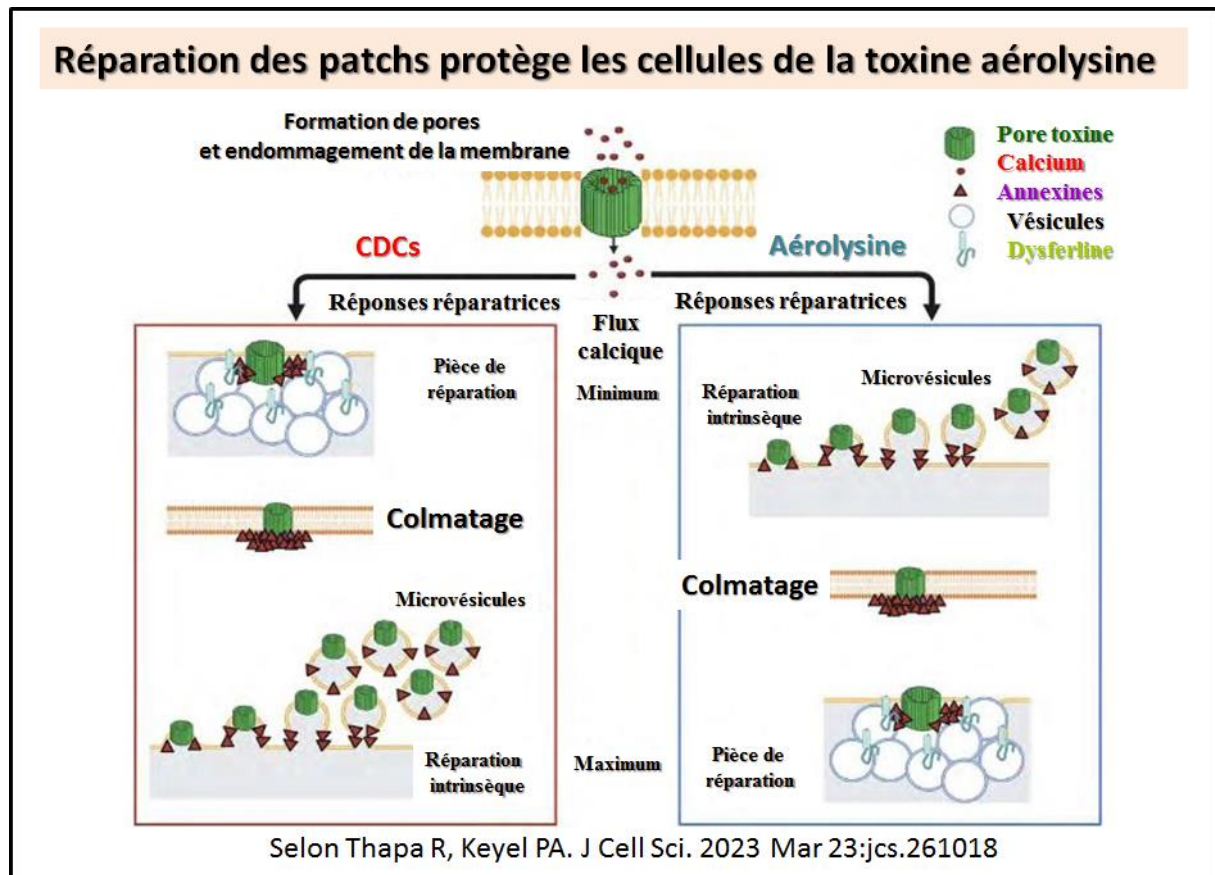 Réparation des patchs protège les cellules de la toxine aérolysine
Formation de pores
et endommagement de la membrane
Pore toxine
Calcium
Annexines
Vésicules
Dysferline
CDCs
Aérolysine
Réponses réparatrices
Réponses réparatrices
Flux
calcique
Pièce de
réparation
Minimum
Réparation
intrinsèque
Microvésicules
Colmatage
Colmatage
Microvésicules
Réparation
intrinsèque
Maximum
Pièce de
réparation
Selon Thapa R, Keyel PA. J Cell Sci. 2023 Mar 23:jcs.261018